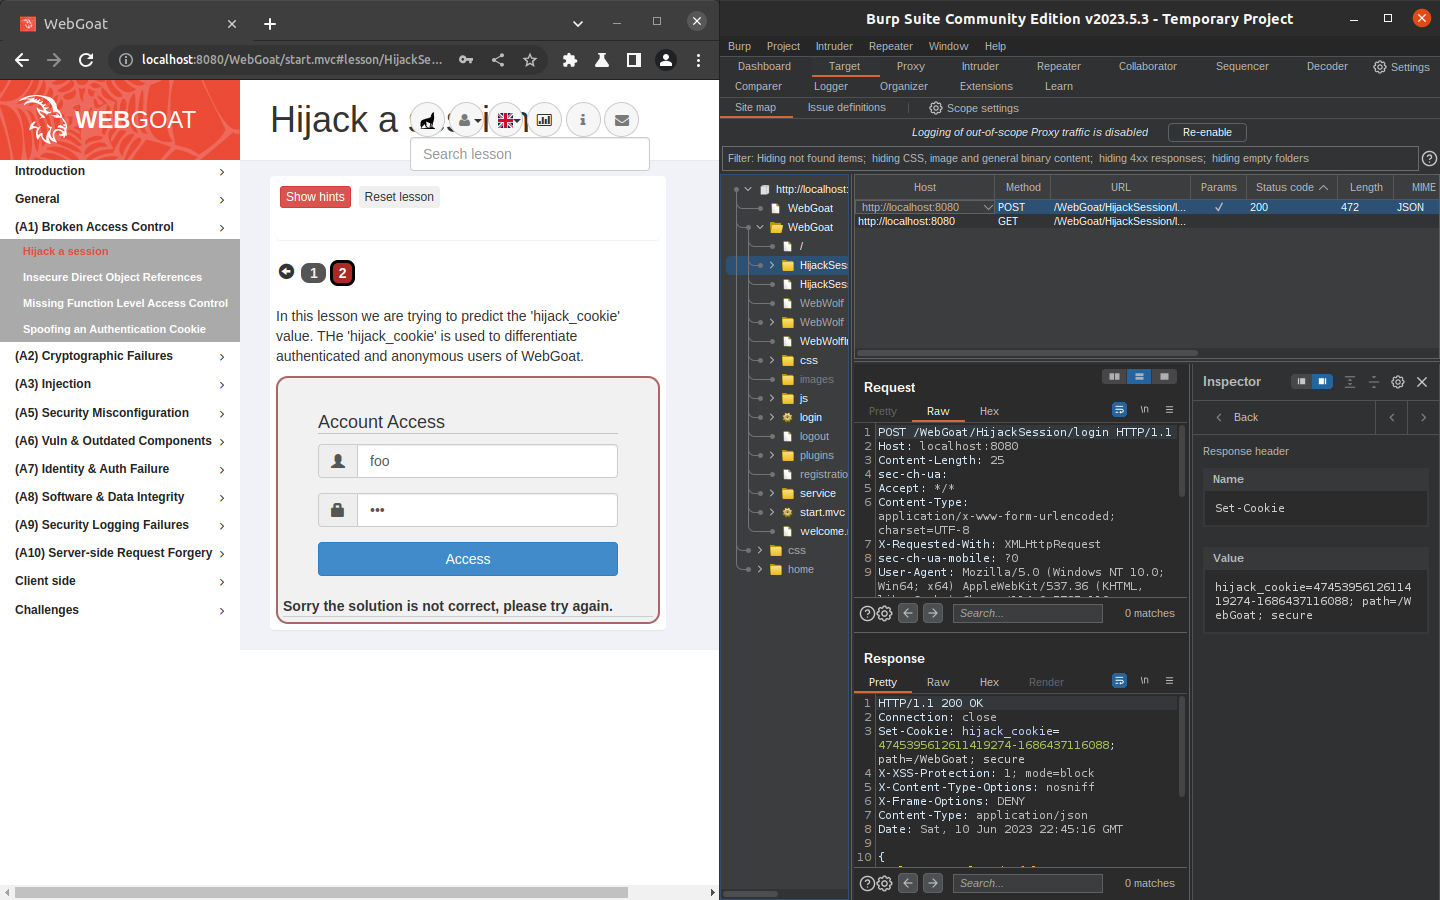 WebGoat
localhost:8080/WebGoat/start.mvc#lesson/HijackSe...
WEBGOAT
Hijack a session
Search lesson
Introduction
General
(A1) Broken Access Control
Hijack a session
Insecure Direct Object References
Missing Function Level Access Control
Spoofing an Authentication Cookie
(A2) Cryptographic Failures
(A3) Injection
(A5) Security Misconfiguration
(A6) Vuln & Outdated Components
(A7) Identity & Auth Failure
(A8) Software & Data Integrity
(A9) Security Logging Failures
(A10) Server-side Request Forgery
Client side
Challenges
Show hints
Reset lesson
1
2
In this lesson we are trying to predict the 'hijack_cookie'
value. THe 'hijack_cookie' is used to differentiate
authenticated and anonymous users of WebGoat.
Account Access
foo
•••
Access
Sorry the solution is not correct, please try again.
Burp Suite Community Edition v2023.5.3 - Temporary Project
Burp Project Intruder Repeater Window Help
Dashboard Target Proxy Intruder Repeater Collaborator Sequencer Decoder Settings
Comparer Logger Organizer Extensions Learn
Site map Issue definitions Scope settings
Logging of out-of-scope Proxy traffic is disabled Re-enable
Filter: Hiding not found items; hiding CSS, image and general binary content; hiding 4xx responses; hiding empty folders
http://localhost:
WebGoat
WebGoat
/
HijackSes
HijackSes
WebWolf
WebWolf
WebWolf
css
images
js
login
logout
plugins
registratio
service
start.mvc
welcome.
css
home
Host Method URL Params Status code Length MIME
http://localhost:8080 POST /WebGoat/HijackSession/l... ✓ 200 472 JSON
http://localhost:8080 GET /WebGoat/HijackSession/l...
Request
Pretty Raw Hex \n
1 POST /WebGoat/HijackSession/login HTTP/1.1
2 Host: localhost:8080
3 Content-Length: 25
4 sec-ch-ua:
5 Accept: */*
6 Content-Type:
application/x-www-form-urlencoded;
charset=UTF-8
7 X-Requested-With: XMLHttpRequest
8 sec-ch-ua-mobile: ?0
9 User-Agent: Mozilla/5.0 (Windows NT 10.0;
Win64; x64) AppleWebKit/537.36 (KHTML,
Search... 0 matches
Response
Pretty Raw Hex Render \n
1 HTTP/1.1 200 OK
2 Connection: close
3 Set-Cookie: hijack_cookie=
4745395612611419274-1686437116088;
path=/WebGoat; secure
4 X-XSS-Protection: 1; mode=block
5 X-Content-Type-Options: nosniff
6 X-Frame-Options: DENY
7 Content-Type: application/json
8 Date: Sat, 10 Jun 2023 22:45:16 GMT
9
10 {
Search... 0 matches
Inspector
Back
Response header
Name
Set-Cookie
Value
hijack_cookie=47453956126114
19274-1686437116088; path=/W
ebGoat; secure